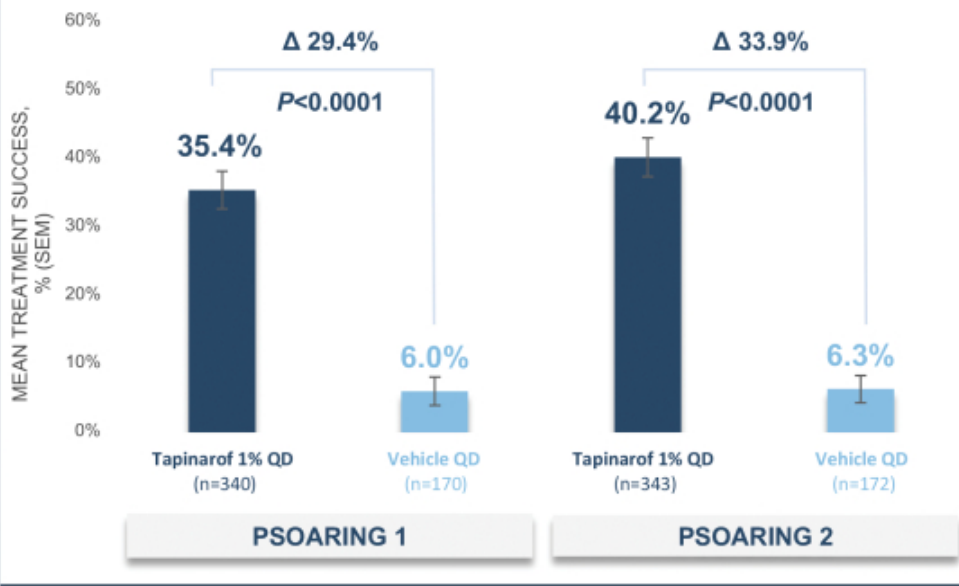 60%
50%
40%
30%
20%
10%
0%
MEAN TREATMENT SUCCESS,
% (SEM)
Δ 29.4%
P<0.0001
35.4%
6.0%
Δ 33.9%
P<0.0001
40.2%
6.3%
Tapinarof 1% QD
(n=340)
Vehicle QD
(n=170)
Tapinarof 1% QD
(n=343)
Vehicle QD
(n=172)
PSOARING 1
PSOARING 2